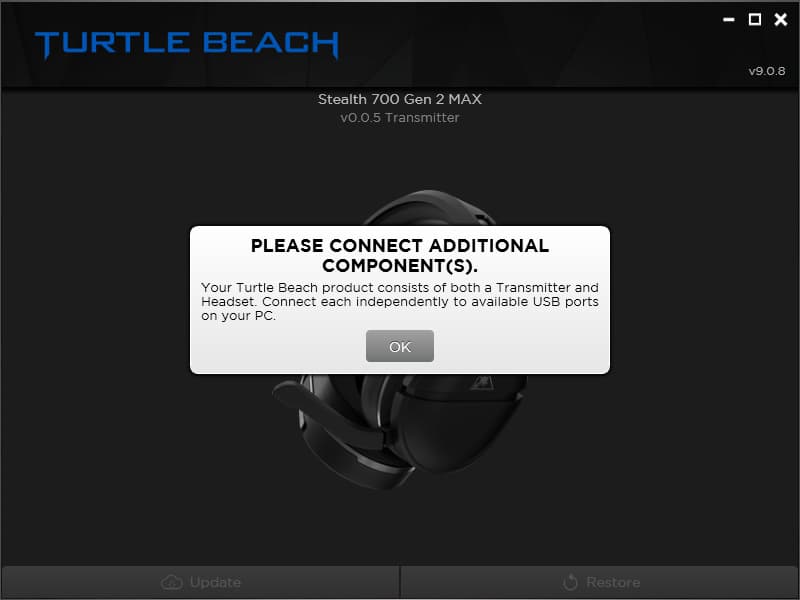 TURTLE BEACH
v9.0.8
Stealth 700 Gen 2 MAX
v0.0.5 Transmitter
PLEASE CONNECT ADDITIONAL
COMPONENT(S).
Your Turtle Beach product consists of both a Transmitter and
Headset. Connect each independently to available USB ports
on your PC.
OK
Update
Restore